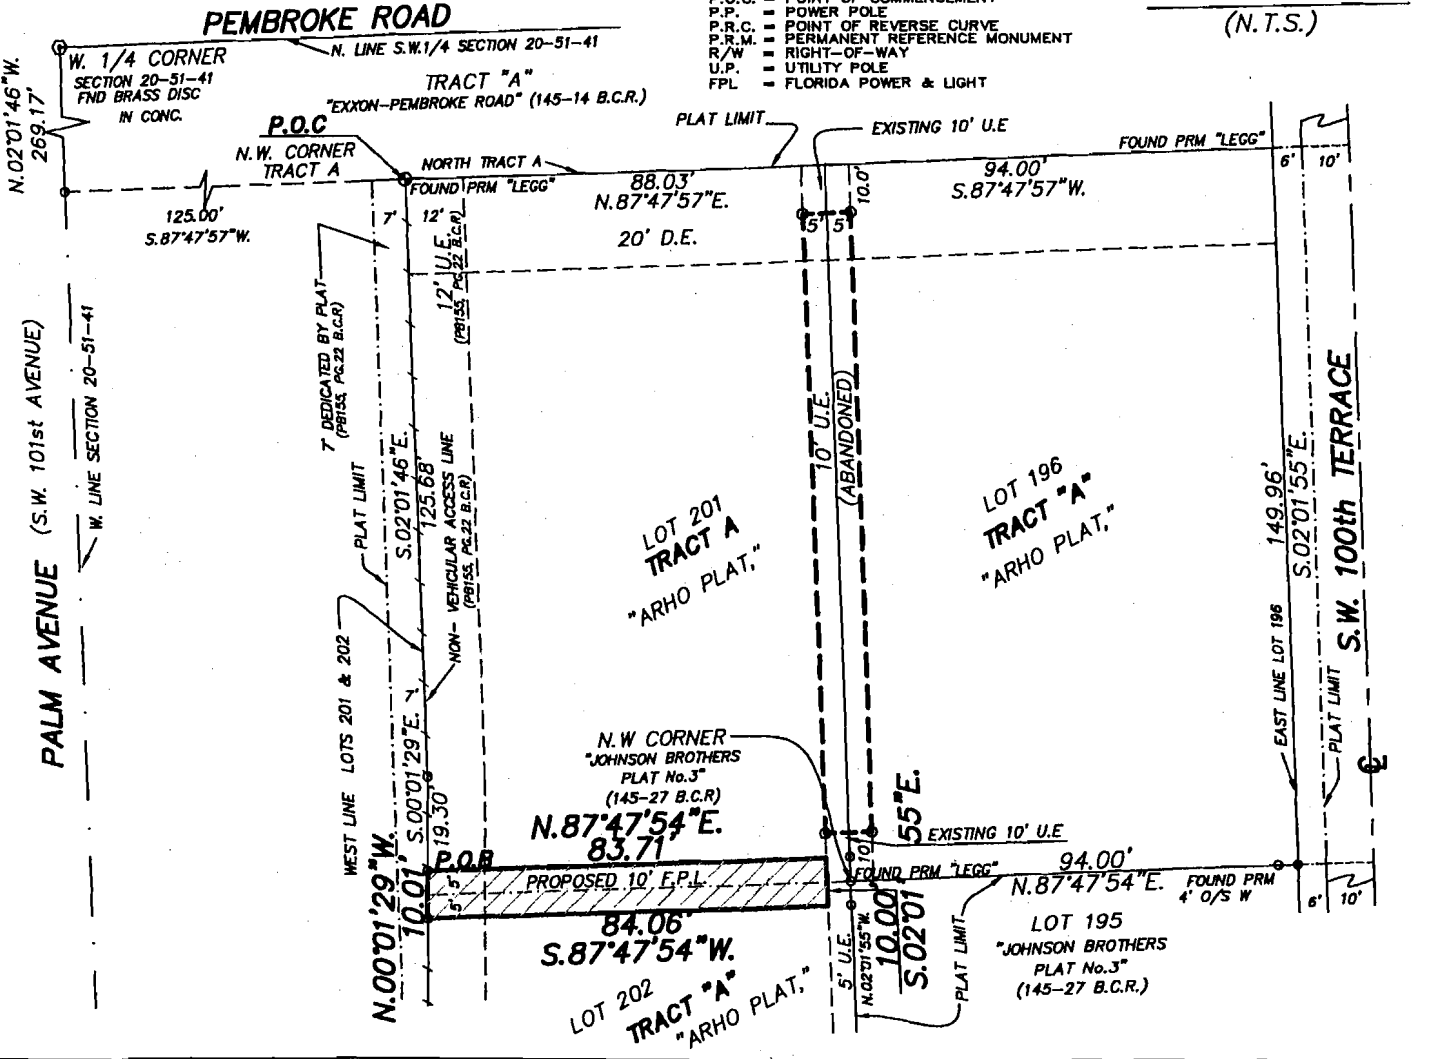 PEMBROKE ROAD
P.P. = POWER POLE
P.R.C. = POINT OF REVERSE CURVE
P.R.M. = PERMANENT REFERENCE MONUMENT
R/W = RIGHT-OF-WAY
U.P. = UTILITY POLE
FPL = FLORIDA POWER & LIGHT
(N.T.S.)
N. LINE S.W.1/4 SECTION 20-51-41
W. 1/4 CORNER
SECTION 20-51-41
FND BRASS DISC
IN CONC.
N.02°01'46"W.
269.17'
TRACT "A"
"EXXON-PEMBROKE ROAD" (145-14 B.C.R.)
P.O.C
N.W. CORNER
TRACT A
PLAT LIMIT
EXISTING 10' U.E
FOUND PRM "LEGG"
6'
10'
NORTH TRACT A
FOUND PRM "LEGG"
88.03'
N.87°47'57"E.
94.00'
S.87°47'57"W.
10.0'
125.00'
S.87°47'57"W.
7'
12'
5'
5'
20' D.E.
12' U.E.
(PB155, PG.22 B.C.R)
7' DEDICATED BY PLAT
(PB155, PG.22 B.C.R)
PALM AVENUE (S.W. 101st AVENUE)
W. LINE SECTION 20-51-41
PLAT LIMIT
S.02°01'46"E.
125.68'
NON- VEHICULAR ACCESS LINE
(PB155, PG.22 B.C.R)
10' U.E.
(ABANDONED)
LOT 201
TRACT A
"ARHO PLAT,"
LOT 196
TRACT "A"
"ARHO PLAT,"
149.96'
S.02°01'55"E.
S.W. 100th TERRACE
EAST LINE LOT 196
PLAT LIMIT
WEST LINE LOTS 201 & 202
7'
S.00°01'29"E.
19.30'
N.W CORNER
"JOHNSON BROTHERS
PLAT No.3"
(145-27 B.C.R)
N.87°47'54"E.
83.71'
P.O.B
PROPOSED 10' F.P.L
5'
5'
84.06'
S.87°47'54"W.
N.00°01'29"W.
10.01'
EXISTING 10' U.E
10'
FOUND PRM "LEGG"
94.00'
N.87°47'54"E.
FOUND PRM
4' O/S W
6'
10'
10.00'
S.02°01'55"E.
5' U.E.
N.02°01'55"W.
PLAT LIMIT
LOT 195
"JOHNSON BROTHERS
PLAT No.3"
(145-27 B.C.R.)
LOT 202
TRACT "A"
"ARHO PLAT,"